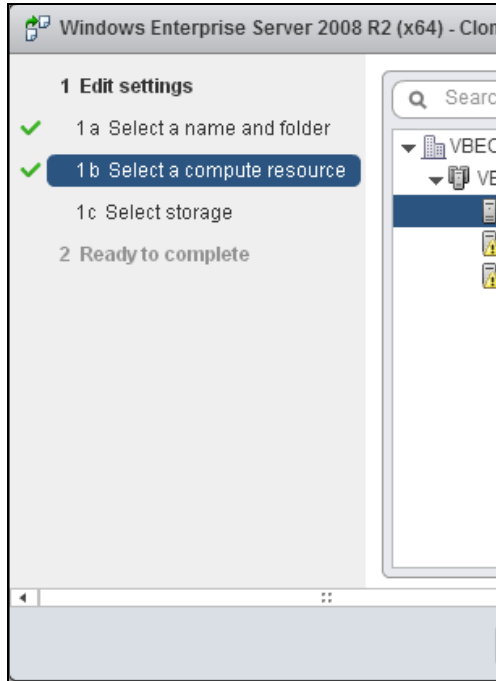 Windows Enterprise Server 2008 R2 (x64) - Clon
1 Edit settings
1a Select a name and folder
1b Select a compute resource
1c Select storage
2 Ready to complete
Searc
VBEC
VE